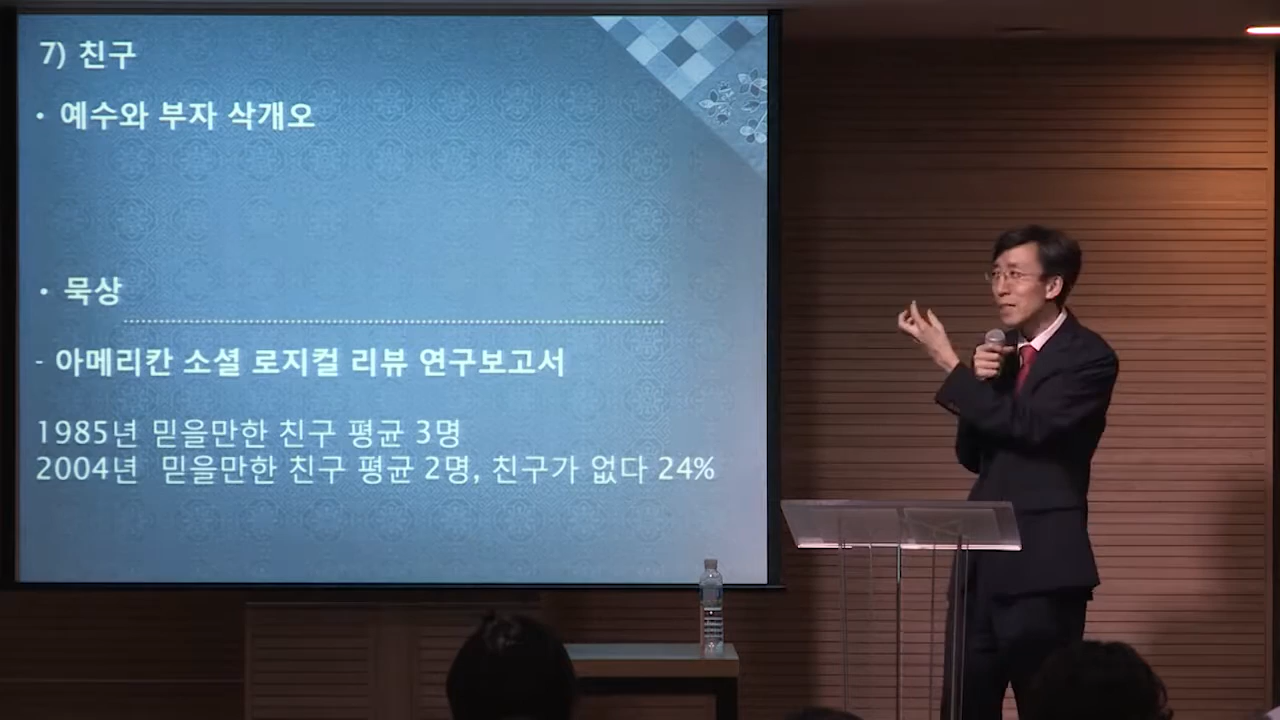 7) 친구
• 예수와 부자 삭개오
• 묵상
- 아메리칸 소셜 로지컬 리뷰 연구보고서
1985년 믿을만한 친구 평균 3명
2004년 믿을만한 친구 평균 2명, 친구가 없다 24%